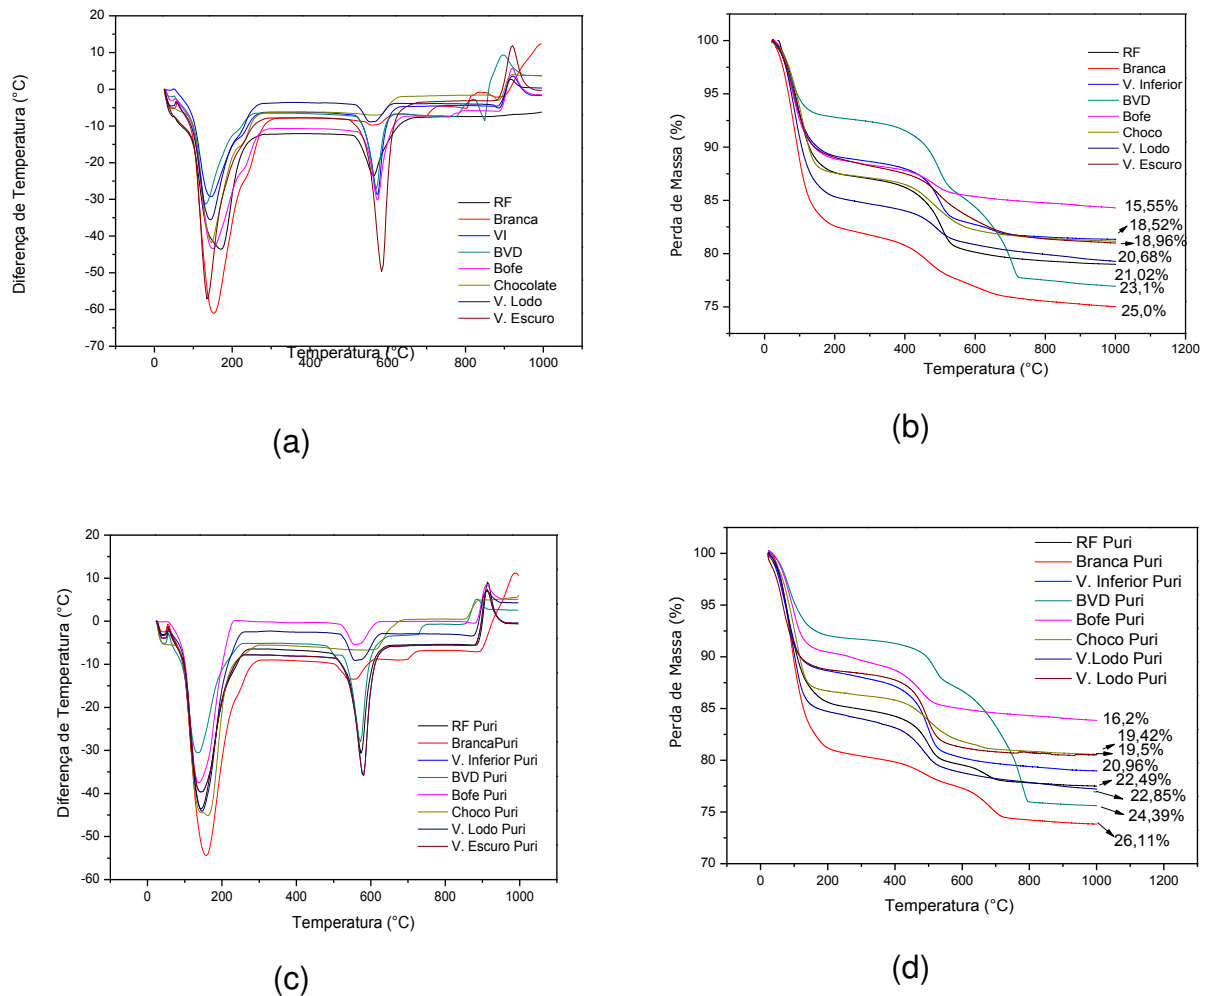 20
10
0
-10
-20
-30
-40
-50
-60
-70
0
200
400
600
800
1000
Diferença de Temperatura (°C)
Temperatura (°C)
RF
Branca
VI
BVD
Bofe
Chocolate
V. Lodo
V. Escuro
(a)
100
95
90
85
80
75
0
200
400
600
800
1000
1200
Perda de Massa (%)
Temperatura (°C)
RF
Branca
V. Inferior
BVD
Bofe
Choco
V. Lodo
V. Escuro
15,55%
18,52%
18,96%
20,68%
21,02%
23,1%
25,0%
(b)
20
10
0
-10
-20
-30
-40
-50
-60
0
200
400
600
800
1000
Diferença de Temperatura (°C)
Temperatura (°C)
RF Puri
BrancaPuri
V. Inferior Puri
BVD Puri
Bofe Puri
Choco Puri
V. Lodo Puri
V. Escuro Puri
(c)
100
95
90
85
80
75
70
0
200
400
600
800
1000
1200
Perda de Massa (%)
Temperatura (°C)
RF Puri
Branca Puri
V. Inferior Puri
BVD Puri
Bofe Puri
Choco Puri
V.Lodo Puri
V. Lodo Puri
16,2%
19,42%
19,5%
20,96%
22,49%
22,85%
24,39%
26,11%
(d)